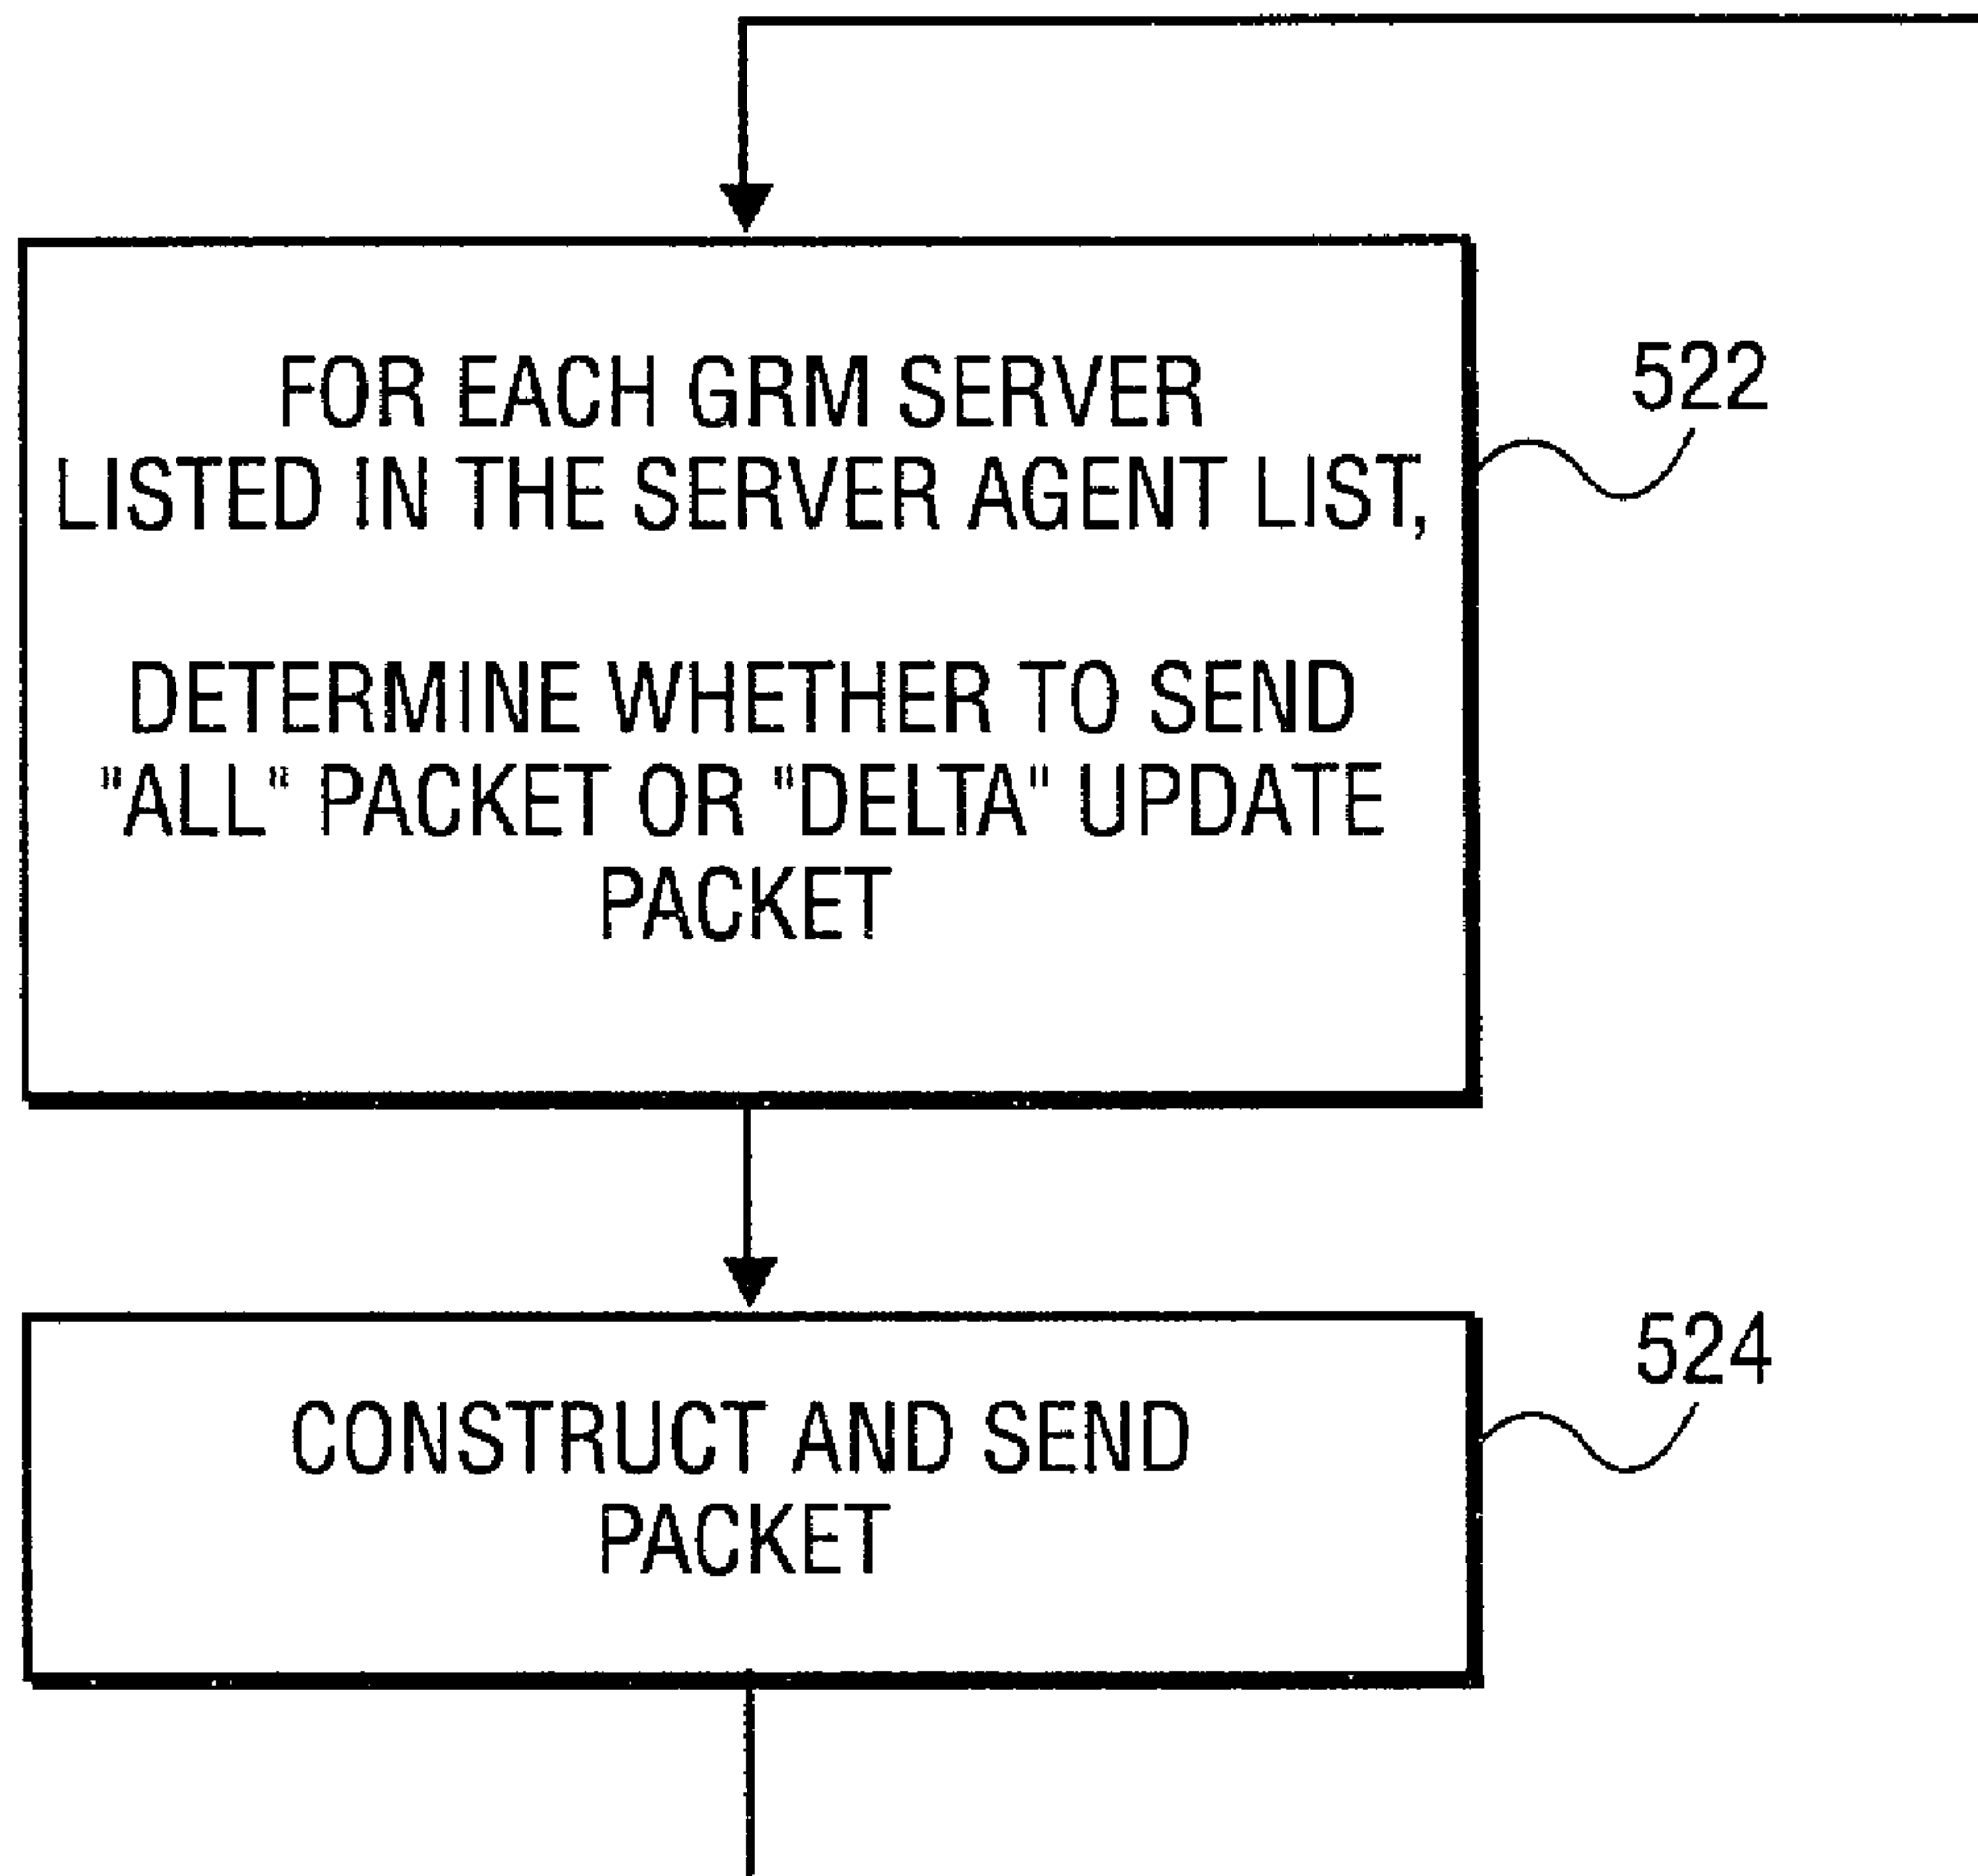 FOR EACH GRM SERVER
LISTED IN THE SERVER AGENT LIST,
522
DETERMINE WHETHER TO SEND
"ALL" PACKET OR "DELTA" UPDATE
PACKET
524
CONSTRUCT AND SEND
PACKET